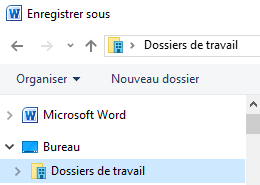 Enregistrer sous
Dossiers de travail
Organiser Nouveau dossier
Microsoft Word
Bureau
Dossiers de travail